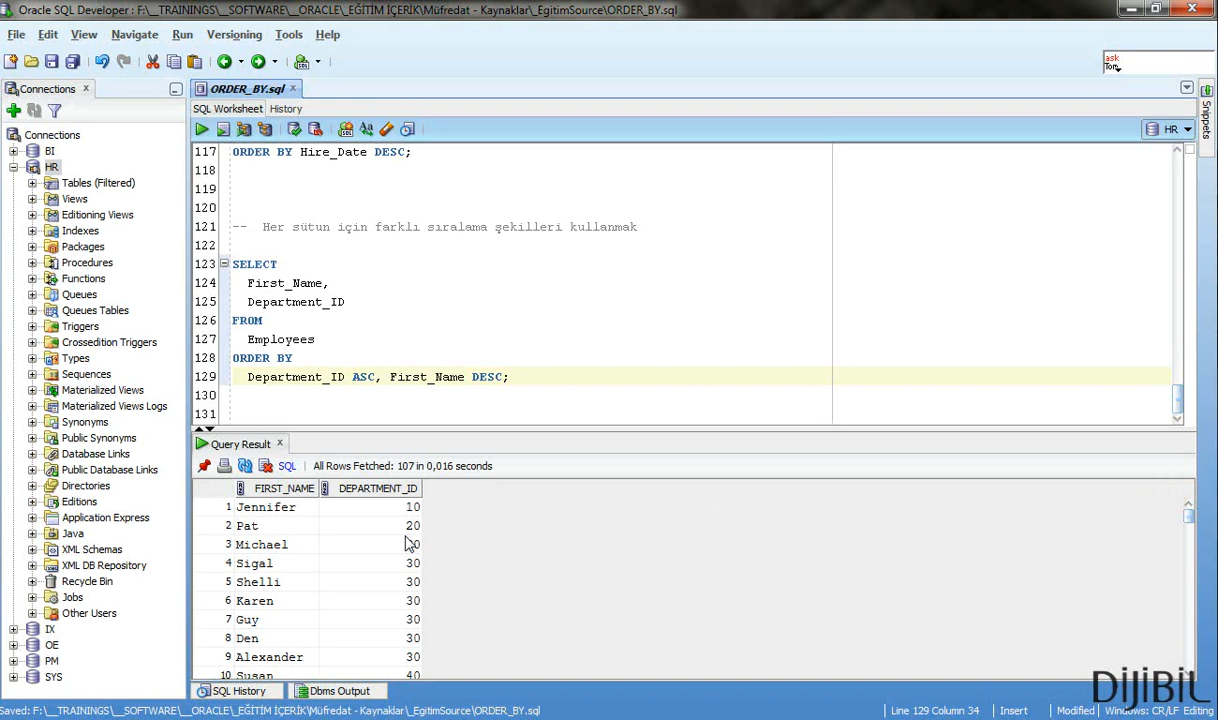 Oracle SQL Developer : F:\__TRAININGS\__SOFTWARE\__ORACLE\_EĞİTİM İÇERİK\Müfredat - Kaynaklar\_EgitimSource\ORDER_BY.sql
File Edit View Navigate Run Versioning Tools Help
ask
Tom
Connections
Connections
BI
HR
Tables (Filtered)
Views
Editioning Views
Indexes
Packages
Procedures
Functions
Queues
Queues Tables
Triggers
Crossedition Triggers
Types
Sequences
Materialized Views
Materialized Views Logs
Synonyms
Public Synonyms
Database Links
Public Database Links
Directories
Editions
Application Express
Java
XML Schemas
XML DB Repository
Recycle Bin
Jobs
Other Users
IX
OE
PM
SYS
ORDER_BY.sql
SQL Worksheet History
HR
Snippets
117 ORDER BY Hire_Date DESC;
118
119
120
121 -- Her sütun için farklı sıralama şekilleri kullanmak
122
123 SELECT
124 First_Name,
125 Department_ID
126 FROM
127 Employees
128 ORDER BY
129 Department_ID ASC, First_Name DESC;
130
131
Query Result
SQL All Rows Fetched: 107 in 0,016 seconds
FIRST_NAME DEPARTMENT_ID
1 Jennifer 10
2 Pat 20
3 Michael
4 Sigal 30
5 Shelli 30
6 Karen 30
7 Guy 30
8 Den 30
9 Alexander 30
10 Susan 40
SQL History Dbms Output
DİJİBİL
Saved: F:\__TRAININGS\__SOFTWARE\__ORACLE\_EĞİTİM İÇERİK\Müfredat - Kaynaklar\_EgitimSource\ORDER_BY.sql
Line 129 Column 34 Insert Modified Windows: CR/LF Editing